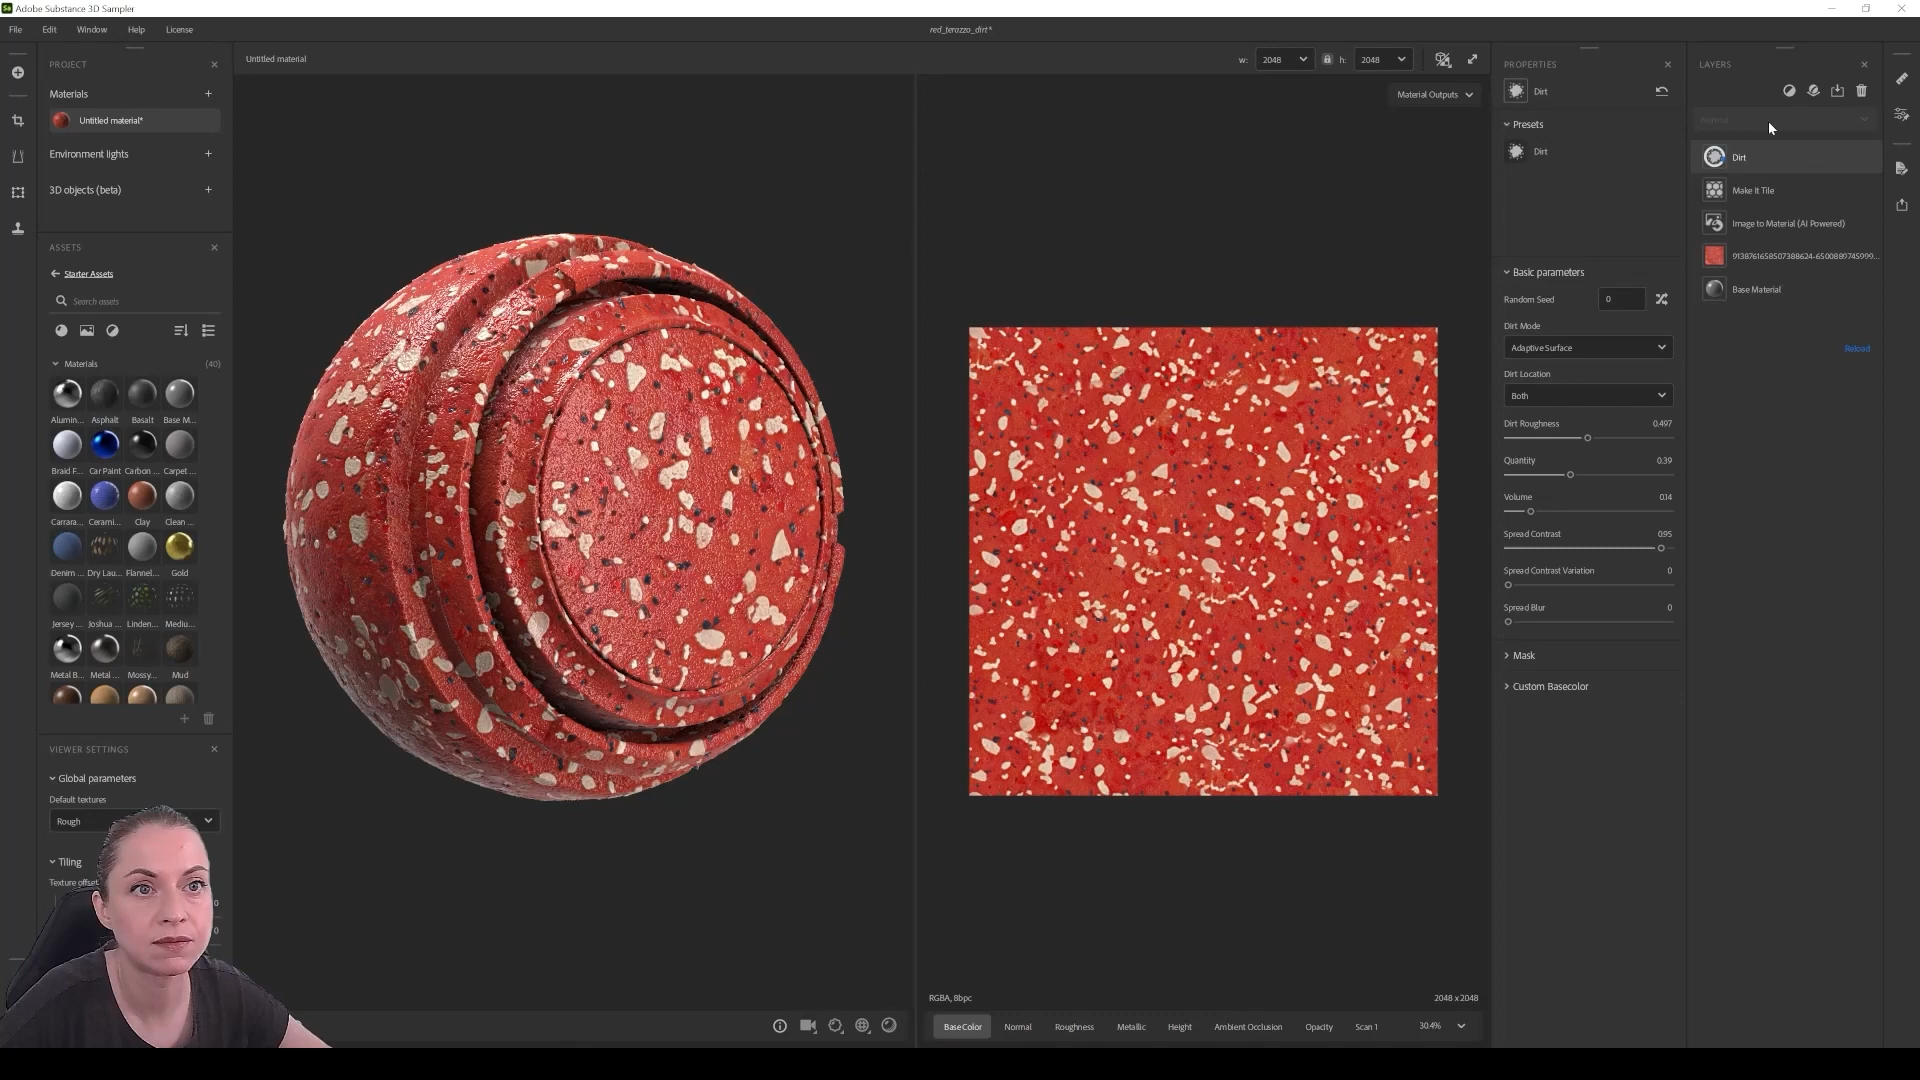 Adobe Substance 3D Sampler
File Edit Window Help License
red_terazzo_dirt*
PROJECT
Materials
Untitled material*
Environment lights
3D objects (beta)
ASSETS
Starter Assets
Search assets
Materials (40)
Alumin... Asphalt Basalt Base M...
Braid F... Car Paint Carbon ... Carpet ...
Carrara... Cerami... Clay Clean ...
Denim ... Dry Lau... Flannel... Gold
Jersey ... Joshua ... Linden... Mediu...
Metal B... Metal ... Mossy... Mud
VIEWER SETTINGS
Global parameters
Default textures
Rough
Tiling
Texture offset
0
0
Untitled material
w: 2048 h: 2048
Material Outputs
RGBA, 8bpc
2048 x 2048
Base Color Normal Roughness Metallic Height Ambient Occlusion Opacity Scan 1 30.4%
PROPERTIES
Dirt
Presets
Dirt
Basic parameters
Random Seed 0
Dirt Mode
Adaptive Surface
Dirt Location
Both
Dirt Roughness 0.497
Quantity 0.39
Volume 0.14
Spread Contrast 0.95
Spread Contrast Variation 0
Spread Blur 0
Mask
Custom Basecolor
LAYERS
Normal
Dirt
Make It Tile
Image to Material (AI Powered)
9138761658507388624-6500889745999...
Base Material
Reload